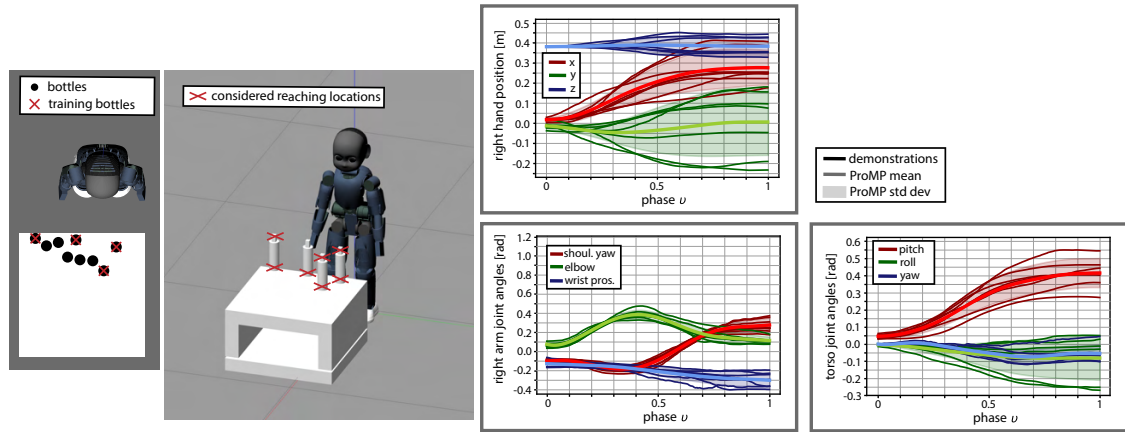 bottles
training bottles
considered reaching locations
right hand position [m]
0.5
0.4
0.3
0.2
0.1
0.0
-0.1
-0.2
x
y
z
0
0.5
1
phase υ
demonstrations
ProMP mean
ProMP std dev
right arm joint angles [rad]
1.2
1.0
0.8
0.6
0.4
0.2
0.0
-0.2
-0.4
shoul. yaw
elbow
wrist pros.
0
0.5
1
phase υ
torso joint angles [rad]
0.6
0.5
0.4
0.3
0.2
0.1
0.0
-0.1
-0.2
-0.3
pitch
roll
yaw
0
0.5
1
phase υ